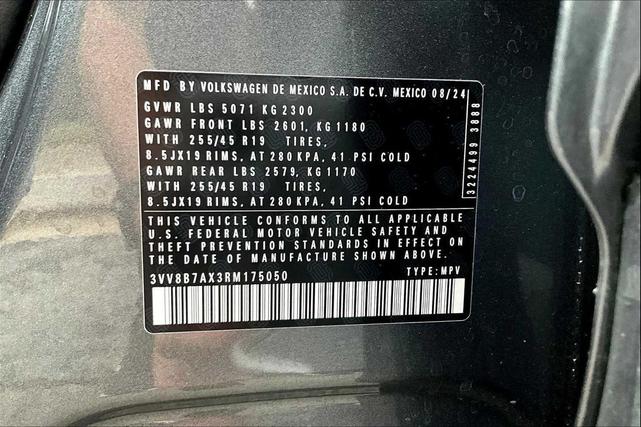 MFD BY VOLKSWAGEN DE MEXICO S.A. DE C.V. MEXICO 08/24
GVWR LBS 5071 KG 2300
GAWR FRONT LBS 2601, KG 1180
WITH 255/45 R19 TIRES,
8.5JX19 RIMS, AT 280 KPA, 41 PSI COLD
GAWR REAR LBS 2579, KG 1170
WITH 255/45 R19 TIRES,
8.5JX19 RIMS, AT 280 KPA, 41 PSI COLD
3224499 3888
THIS VEHICLE CONFORMS TO ALL APPLICABLE
U.S. FEDERAL MOTOR VEHICLE SAFETY AND
THEFT PREVENTION STANDARDS IN EFFECT ON
THE DATE OF MANUFACTURE SHOWN ABOVE.
3VV8B7AX3RM175050 TYPE: MPV